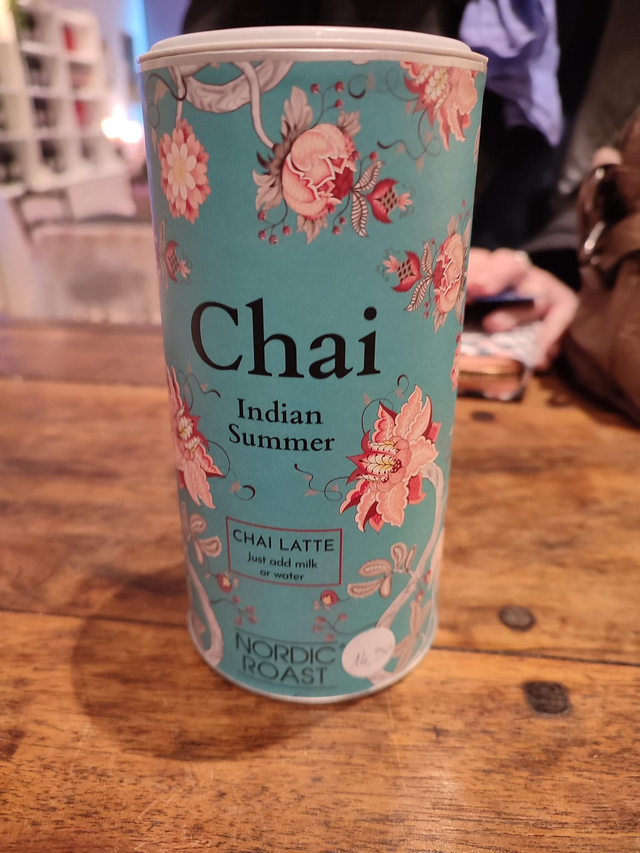 Chai
Indian
Summer
CHAI LATTE
Just add milk
or water
NORDIC
ROAST